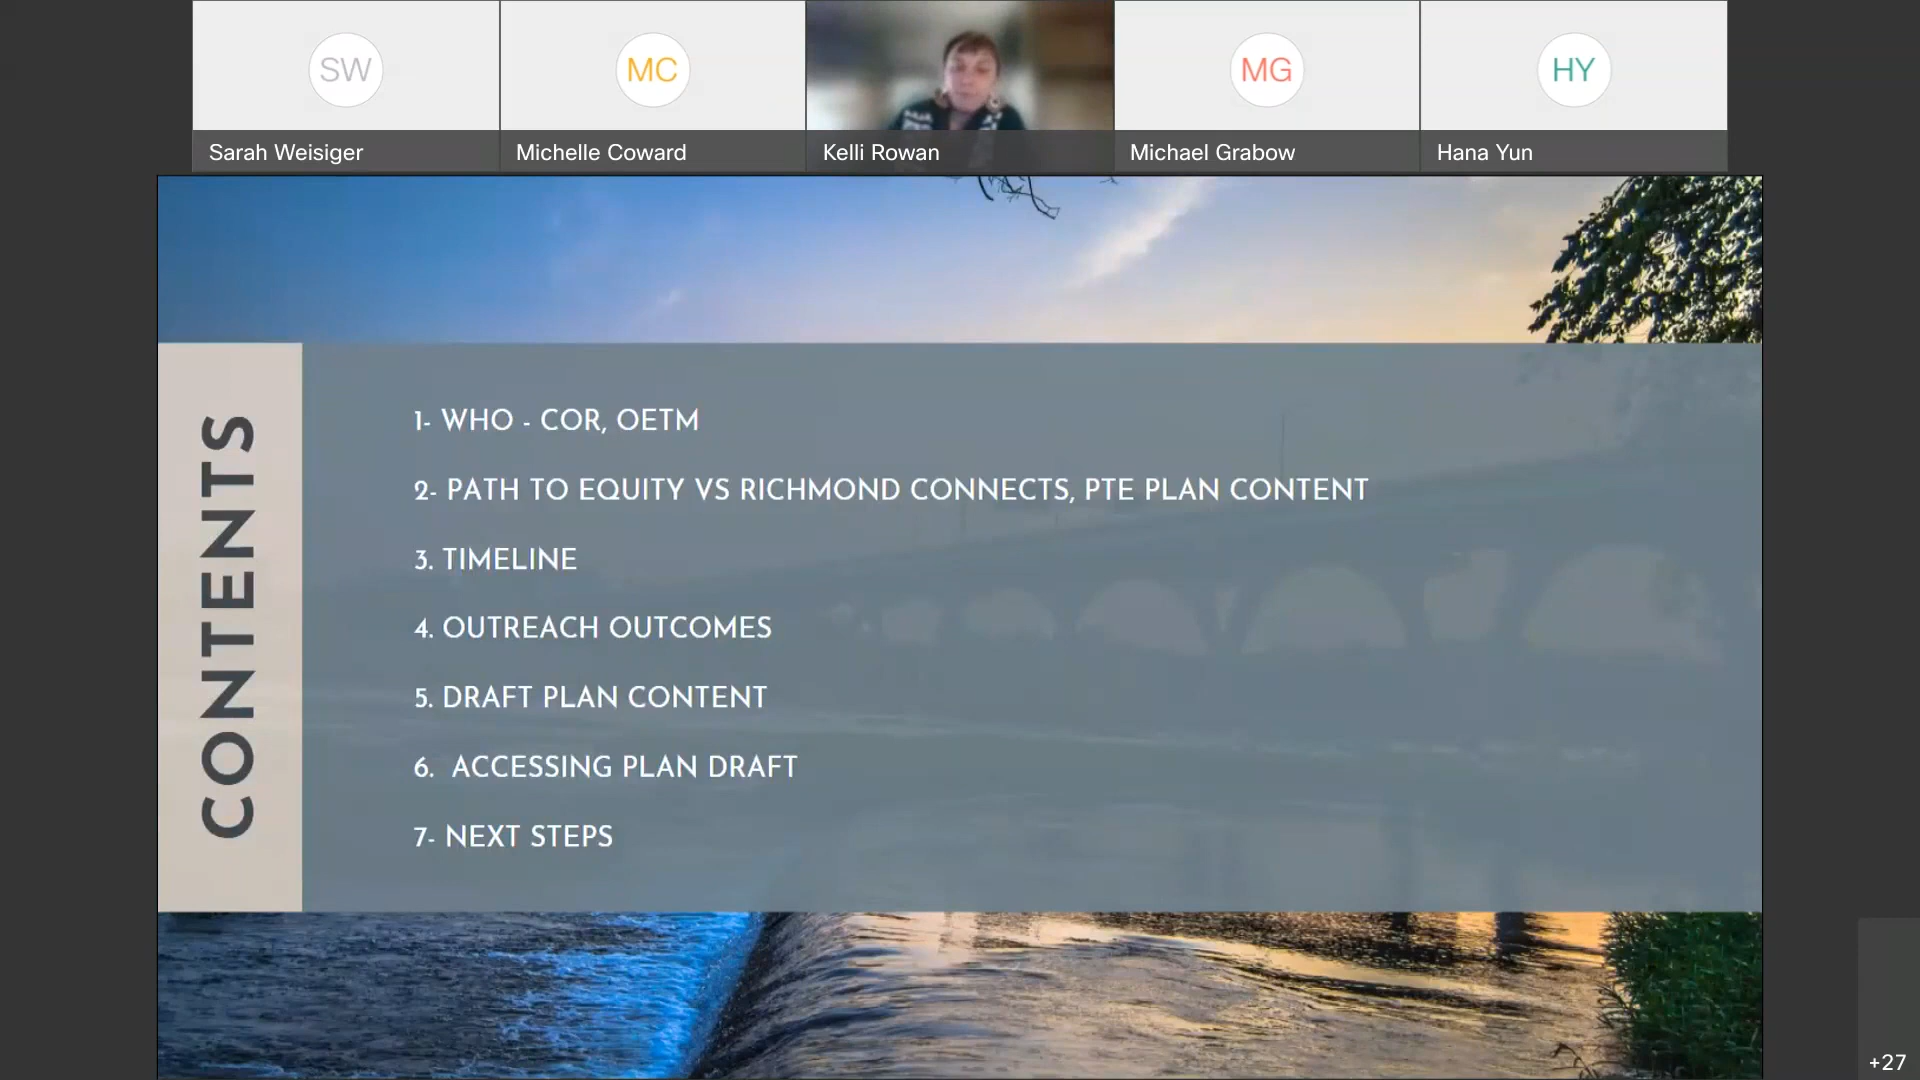 SW
MC
MG
HY
Sarah Weisiger
Michelle Coward
Kelli Rowan
Michael Grabow
Hana Yun
CONTENTS
1- WHO - COR, OETM
2- PATH TO EQUITY VS RICHMOND CONNECTS, PTE PLAN CONTENT
3. TIMELINE
4. OUTREACH OUTCOMES
5. DRAFT PLAN CONTENT
6. ACCESSING PLAN DRAFT
7- NEXT STEPS
+27